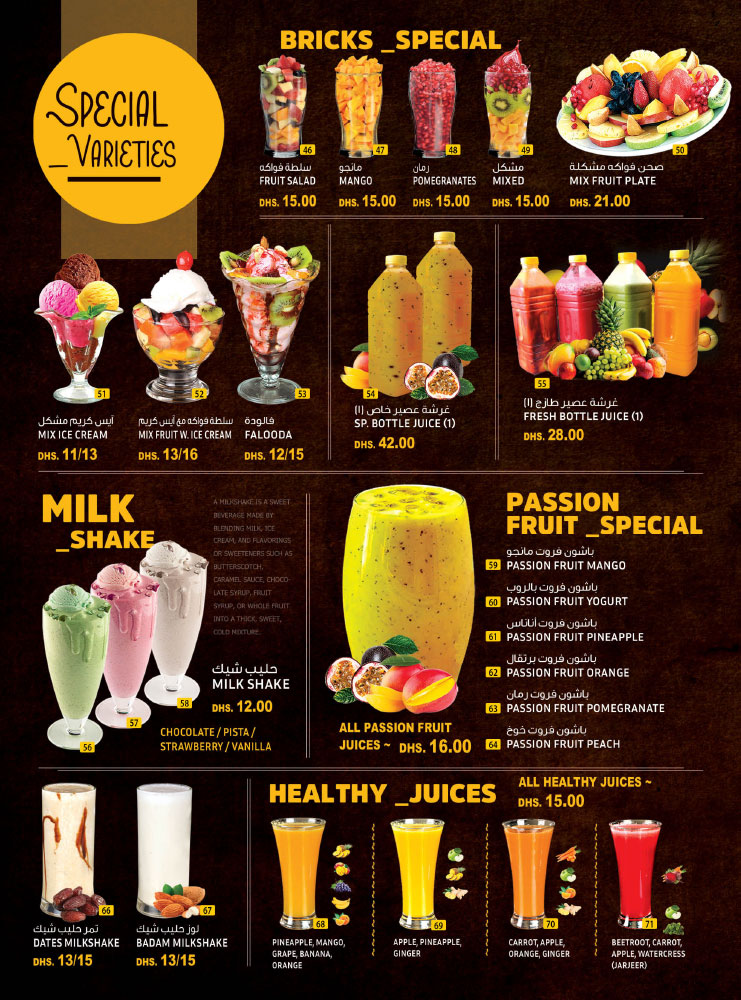 SPECIAL
_VARIETIES
BRICKS _SPECIAL
46
سلطة فواكه
FRUIT SALAD
DHS. 15.00
47
مانجو
MANGO
DHS. 15.00
48
رمان
POMEGRANATES
DHS. 15.00
49
مشكل
MIXED
DHS. 15.00
50
صحن فواكه مشكلة
MIX FRUIT PLATE
DHS. 21.00
51
آيس كريم مشكل
MIX ICE CREAM
DHS. 11/13
52
سلطة فواكه مع آيس كريم
MIX FRUIT W. ICE CREAM
DHS. 13/16
53
فالودة
FALOODA
DHS. 12/15
54
غرشة عصير خاص (١)
SP. BOTTLE JUICE (1)
DHS. 42.00
55
غرشة عصير طازج (١)
FRESH BOTTLE JUICE (1)
DHS. 28.00
MILK
_SHAKE
A MILKSHAKE IS A SWEET
BEVERAGE MADE BY
BLENDING MILK, ICE
CREAM, AND FLAVORINGS
OR SWEETENERS SUCH AS
BUTTERSCOTCH,
CARAMEL SAUCE, CHOCO-
LATE SYRUP, FRUIT
SYRUP, OR WHOLE FRUIT
INTO A THICK, SWEET,
COLD MIXTURE.
56
57
58
حليب شيك
MILK SHAKE
DHS. 12.00
CHOCOLATE / PISTA /
STRAWBERRY / VANILLA
PASSION
FRUIT _SPECIAL
باشون فروت مانجو
59 PASSION FRUIT MANGO
باشون فروت بالروب
60 PASSION FRUIT YOGURT
باشون فروت أناناس
61 PASSION FRUIT PINEAPPLE
باشون فروت برتقال
62 PASSION FRUIT ORANGE
باشون فروت رمان
63 PASSION FRUIT POMEGRANATE
باشون فروت خوخ
64 PASSION FRUIT PEACH
ALL PASSION FRUIT
JUICES ~ DHS. 16.00
66
تمر حليب شيك
DATES MILKSHAKE
DHS. 13/15
67
لوز حليب شيك
BADAM MILKSHAKE
DHS. 13/15
HEALTHY _JUICES
ALL HEALTHY JUICES ~
DHS. 15.00
68
PINEAPPLE, MANGO,
GRAPE, BANANA,
ORANGE
69
APPLE, PINEAPPLE,
GINGER
70
CARROT, APPLE,
ORANGE, GINGER
71
BEETROOT, CARROT,
APPLE, WATERCRESS
(JARJEER)